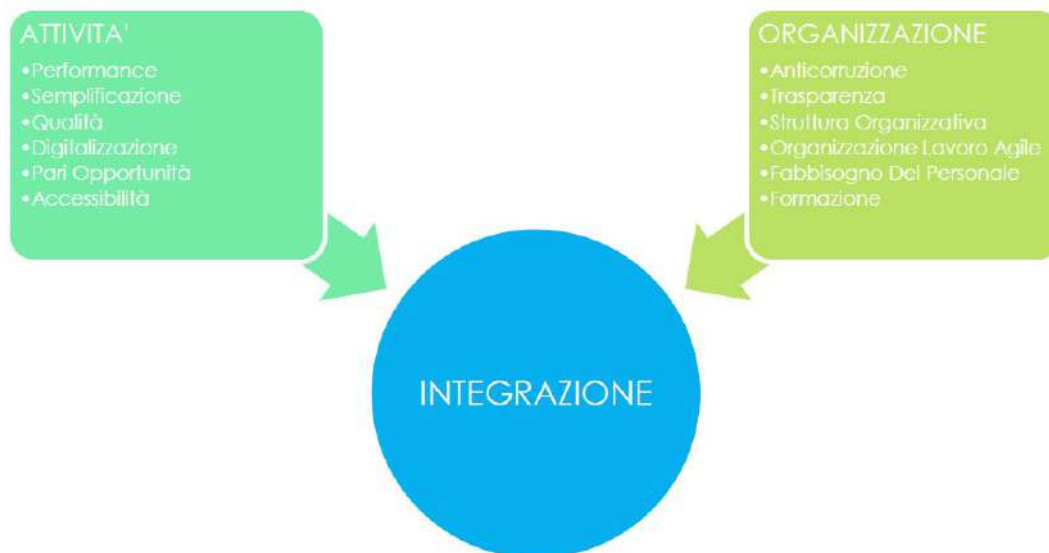 ATTIVITA'
•Performance
•Semplificazione
•Qualità
•Digitalizzazione
•Pari Opportunità
•Accessibilità
ORGANIZZAZIONE
•Anticorruzione
•Trasparenza
•Struttura Organizzativa
•Organizzazione Lavoro Agile
•Fabbisogno Del Personale
•Formazione
INTEGRAZIONE